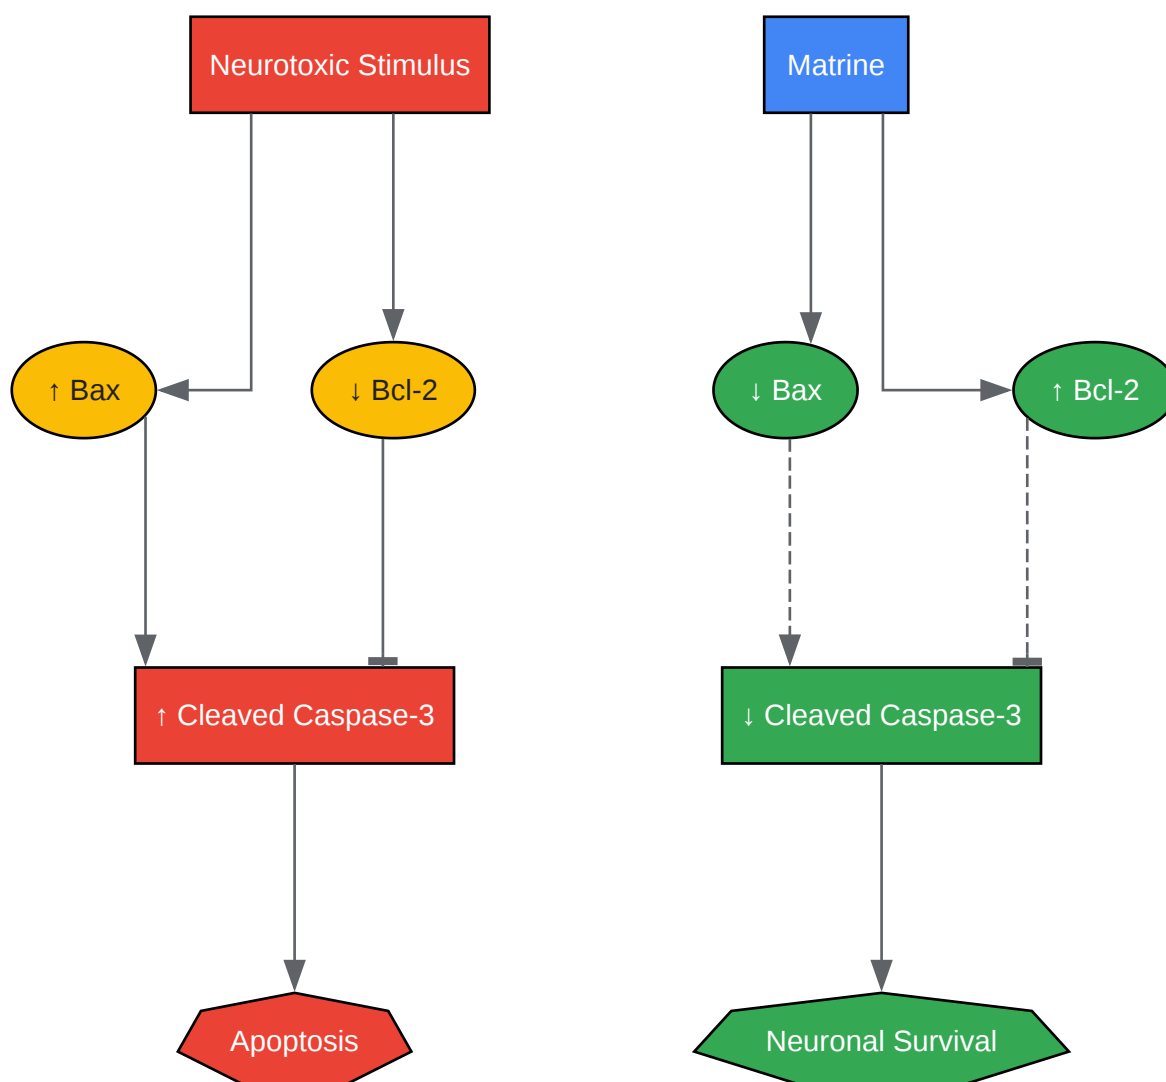 Neurotoxic Stimulus
Matrine
↑ Bax
↓ Bcl-2
↓ Bax
↑ Bcl-2
↑ Cleaved Caspase-3
↓ Cleaved Caspase-3
Apoptosis
Neuronal Survival